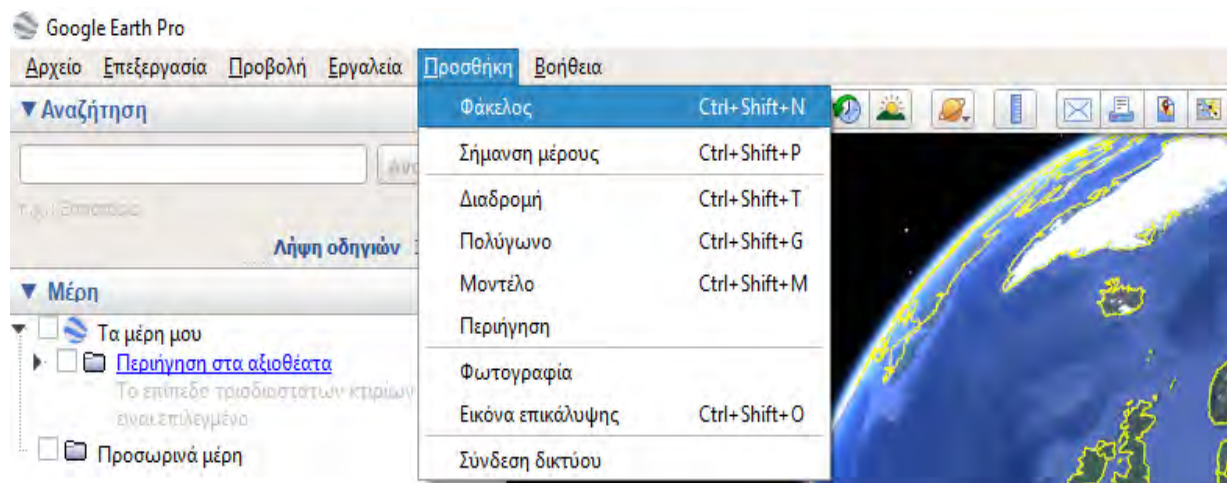 Google Earth Pro
Αρχείο Επεξεργασία Προβολή Εργαλεία Προσθήκη Βοήθεια
Αναζήτηση
Λήψη οδηγιών
Μέρη
Τα μέρη μου
Περιήγηση στα αξιοθέατα
Το επίπεδο τρισδιάστατων κτιρίων
είναι επιλεγμένο
Προσωρινά μέρη
Φάκελος Ctrl+Shift+N
Σήμανση μέρους Ctrl+Shift+P
Διαδρομή Ctrl+Shift+T
Πολύγωνο Ctrl+Shift+G
Μοντέλο Ctrl+Shift+M
Περιήγηση
Φωτογραφία
Εικόνα επικάλυψης Ctrl+Shift+O
Σύνδεση δικτύου